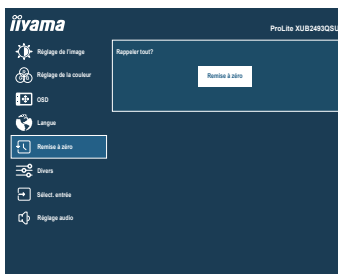 iiyama
ProLite XUB2493QSU
Réglage de l'image
Rappeler tout?
Remise à zéro
Réglage de la couleur
OSD
Langue
Remise à zéro
Divers
Sélect. entrée
Réglage audio